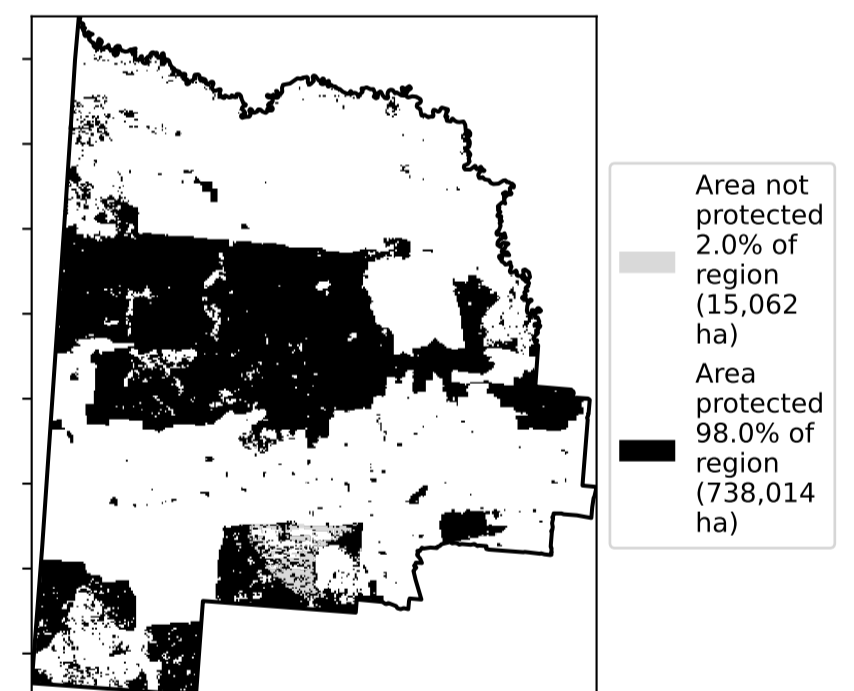 Area not
protected
2.0% of
region
(15,062
ha)
Area
protected
98.0% of
region
(738,014
ha)